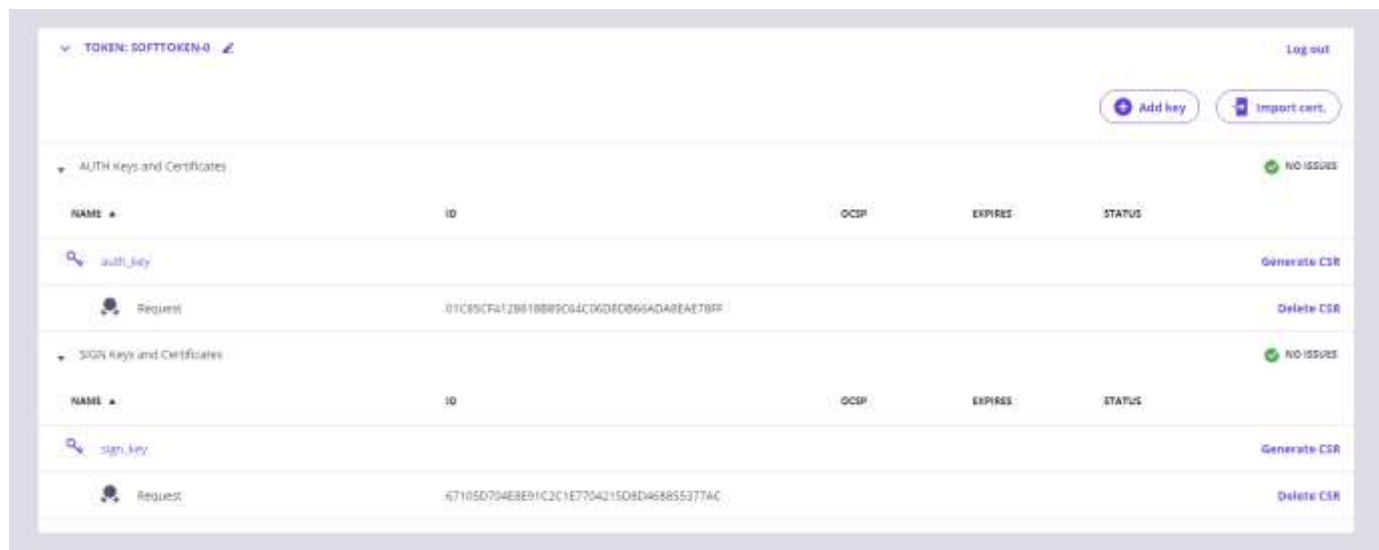 TOKEN: SOFTTOKEN-0
Log out
Add key
Import cert.
AUTH Keys and Certificates
NO ISSUES
NAME ID OCSP EXPIRES STATUS
auth_key Generate CSR
Request Delete CSR
SIGN Keys and Certificates
NO ISSUES
NAME ID OCSP EXPIRES STATUS
sign_key Generate CSR
Request Delete CSR